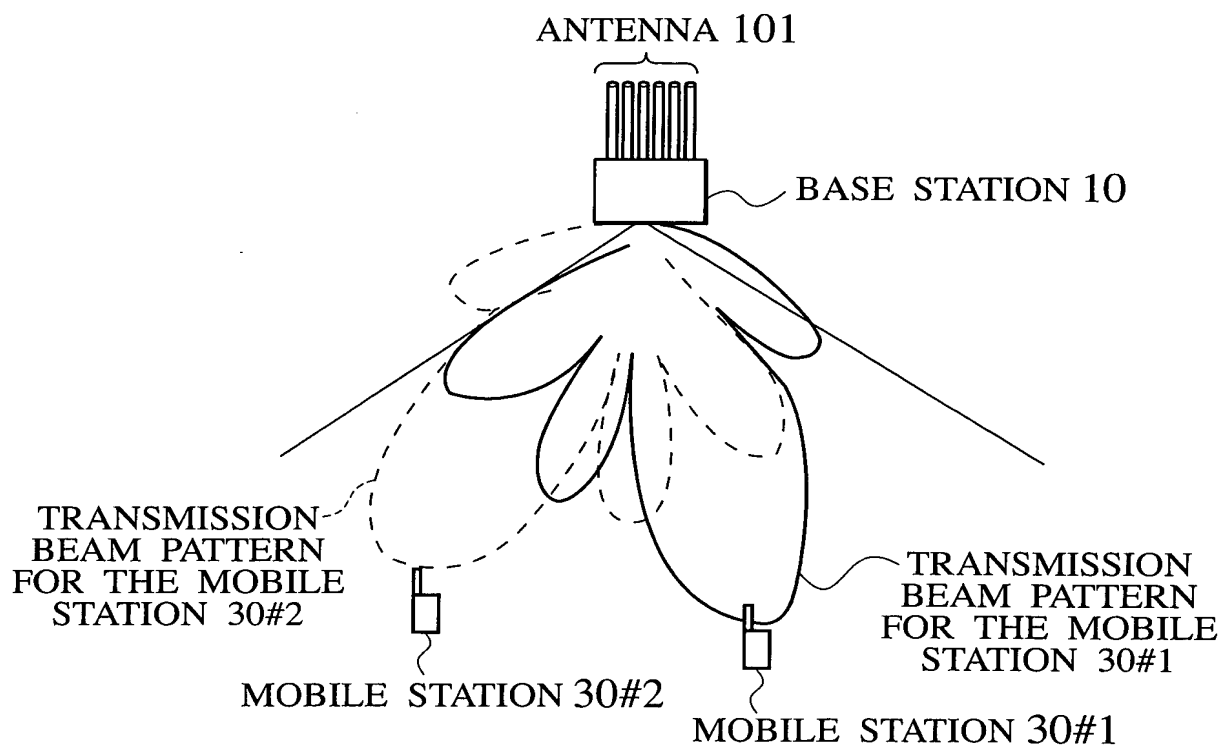 ANTENNA 101
BASE STATION 10
TRANSMISSION
BEAM PATTERN
FOR THE MOBILE
STATION 30#2
TRANSMISSION
BEAM PATTERN
FOR THE MOBILE
STATION 30#1
MOBILE STATION 30#2
MOBILE STATION 30#1